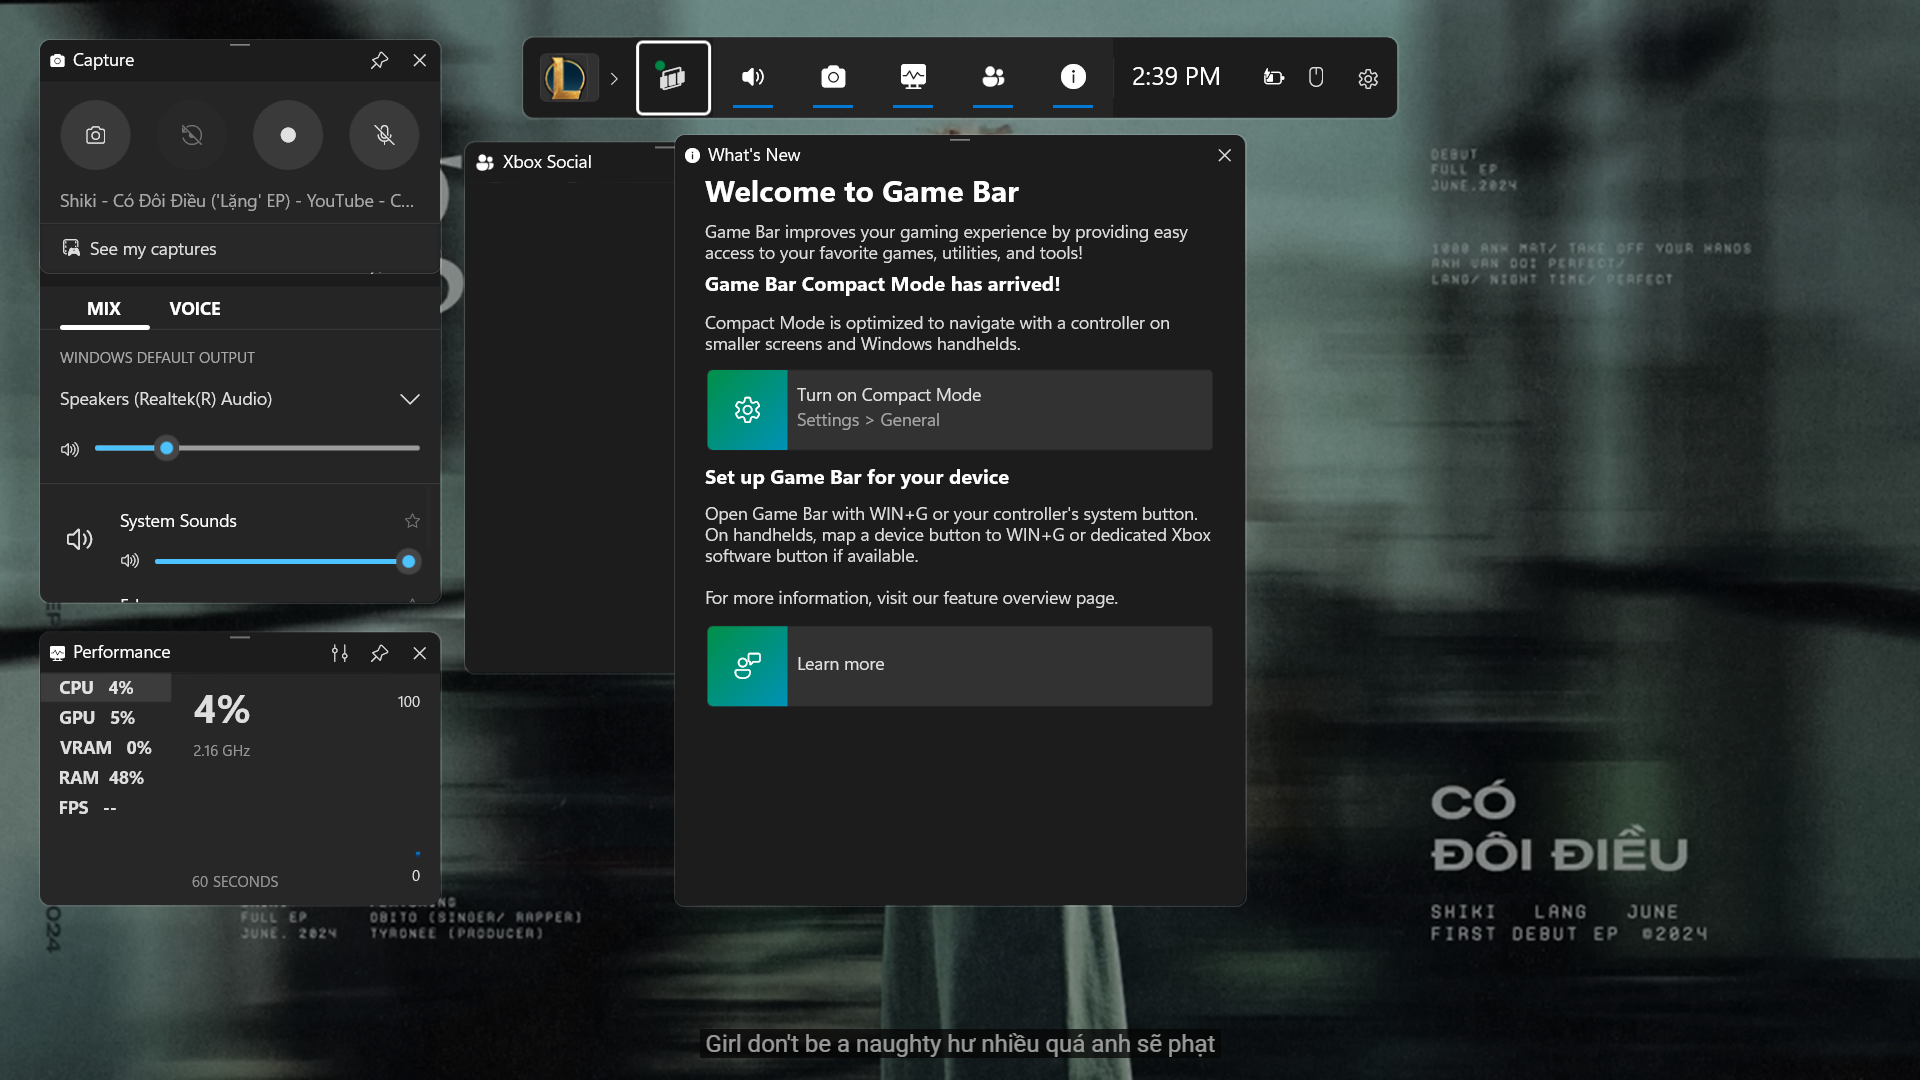 Capture
Shiki - Có Đôi Điều ('Lặng' EP) - YouTube - C...
See my captures
MIX VOICE
WINDOWS DEFAULT OUTPUT
Speakers (Realtek(R) Audio)
System Sounds
Performance
CPU 4%
GPU 5%
VRAM 0%
RAM 48%
FPS --
4%
2.16 GHz
100
60 SECONDS
0
2:39 PM
Xbox Social
What's New
Welcome to Game Bar
Game Bar improves your gaming experience by providing easy
access to your favorite games, utilities, and tools!
Game Bar Compact Mode has arrived!
Compact Mode is optimized to navigate with a controller on
smaller screens and Windows handhelds.
Turn on Compact Mode
Settings > General
Set up Game Bar for your device
Open Game Bar with WIN+G or your controller's system button.
On handhelds, map a device button to WIN+G or dedicated Xbox
software button if available.
For more information, visit our feature overview page.
Learn more
DEBUT
FULL EP
JUNE.2024
1000 ANH MAT/ TAKE OFF YOUR HANDS
ANH VAN DOI PERFECT/
LANG/ NIGHT TIME/ PERFECT
CÓ
ĐÔI ĐIỀU
SHIKI LANG JUNE
FIRST DEBUT EP ©2024
FULL EP OBITO (SINGER/ RAPPER)
JUNE. 2024 TYRONEE (PRODUCER)
Girl don't be a naughty hư nhiều quá anh sẽ phạt